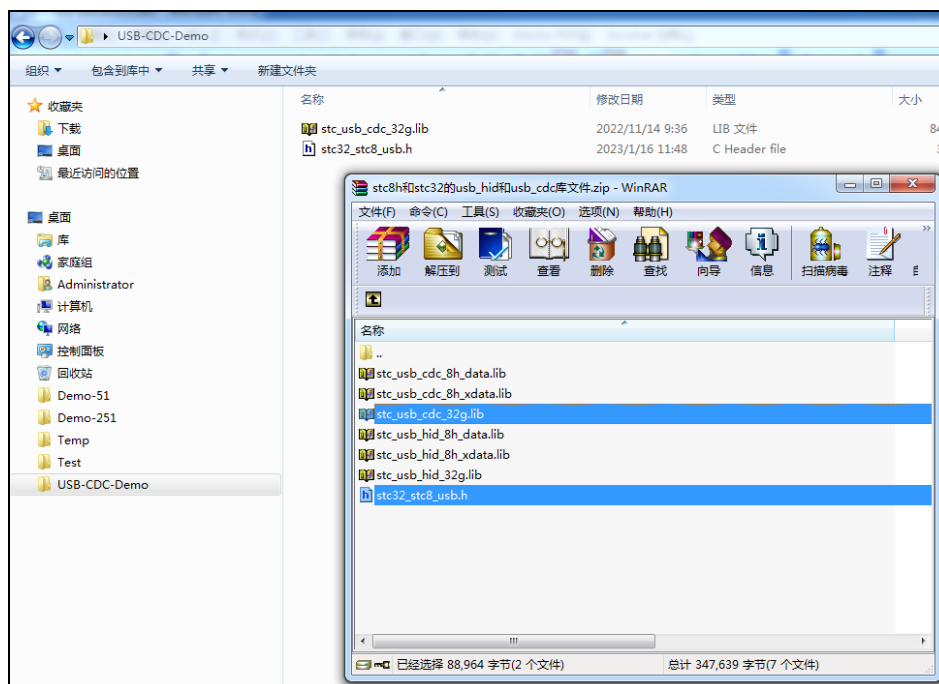 USB-CDC-Demo
组织 包含到库中 共享 新建文件夹
收藏夹
下载
桌面
最近访问的位置
桌面
库
家庭组
Administrator
计算机
网络
控制面板
回收站
Demo-51
Demo-251
Temp
Test
USB-CDC-Demo
名称 修改日期 类型 大小
stc_usb_cdc_32g.lib 2022/11/14 9:36 LIB 文件
stc32_stc8_usb.h 2023/1/16 11:48 C Header file
stc8h和stc32的usb_hid和usb_cdc库文件.zip - WinRAR
文件(F) 命令(C) 工具(S) 收藏夹(O) 选项(N) 帮助(H)
添加 解压到 测试 查看 删除 查找 向导 信息 扫描病毒 注释
名称
..
stc_usb_cdc_8h_data.lib
stc_usb_cdc_8h_xdata.lib
stc_usb_cdc_32g.lib
stc_usb_hid_8h_data.lib
stc_usb_hid_8h_xdata.lib
stc_usb_hid_32g.lib
stc32_stc8_usb.h
已经选择 88,964 字节(2 个文件) 总计 347,639 字节(7 个文件)